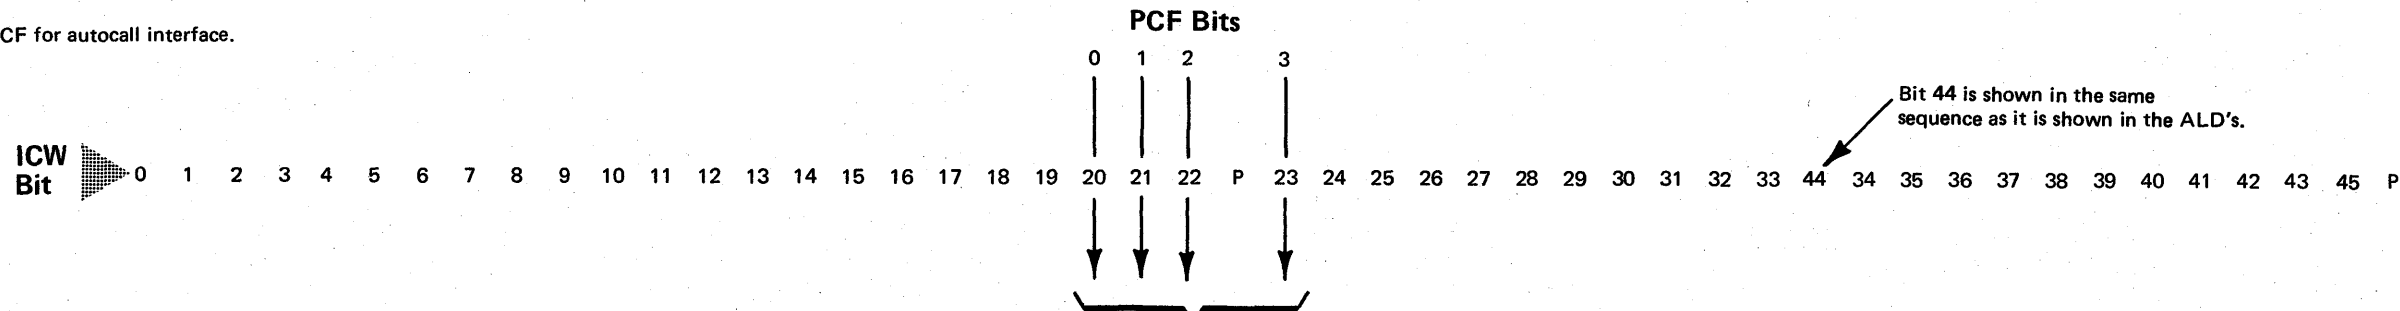 CF for autocall interface.
PCF Bits
0 1 2 3
Bit 44 is shown in the same
sequence as it is shown in the ALD's.
ICW
Bit
0 1 2 3 4 5 6 7 8 9 10 11 12 13 14 15 16 17 18 19 20 21 22 P 23 24 25 26 27 28 29 30 31 32 33 44 34 35 36 37 38 39 40 41 42 43 45 P